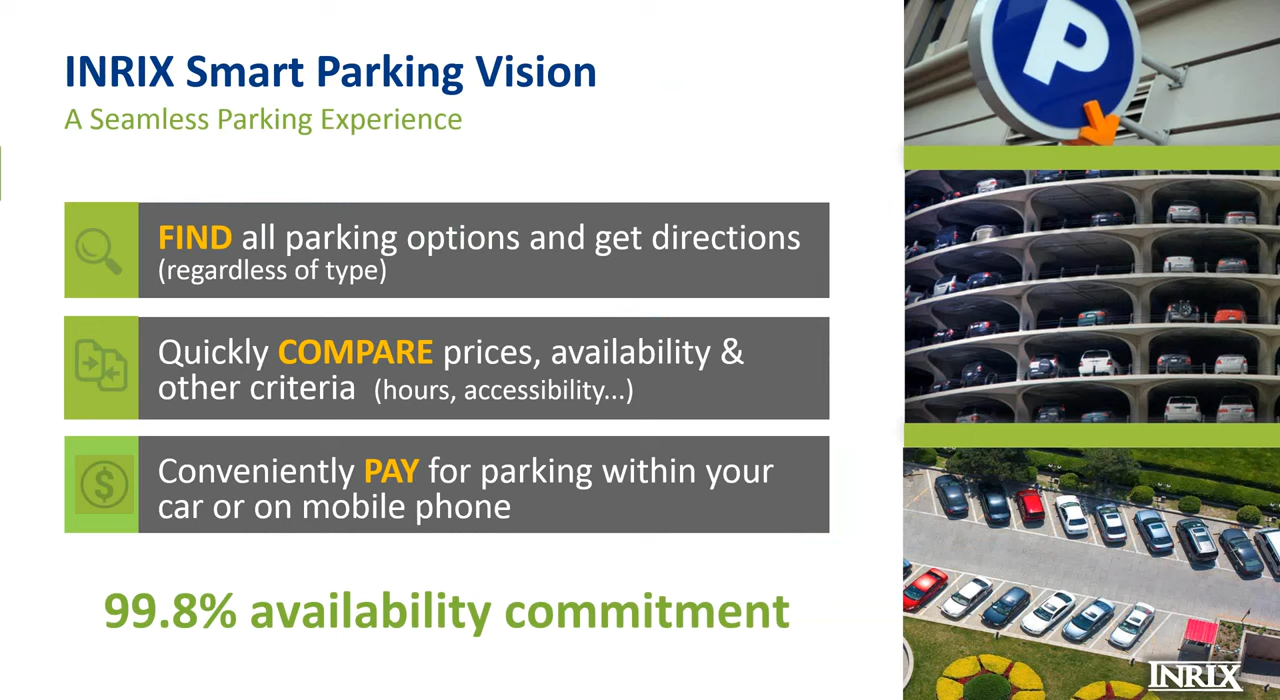 INRIX Smart Parking Vision
A Seamless Parking Experience
FIND all parking options and get directions
(regardless of type)
Quickly COMPARE prices, availability &
other criteria (hours, accessibility...)
$
Conveniently PAY for parking within your
car or on mobile phone
99.8% availability commitment
P
INRIX